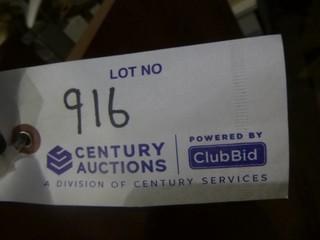 LOT NO
916
CENTURY AUCTIONS
POWERED BY
ClubBid
A DIVISION OF CENTURY SERVICES